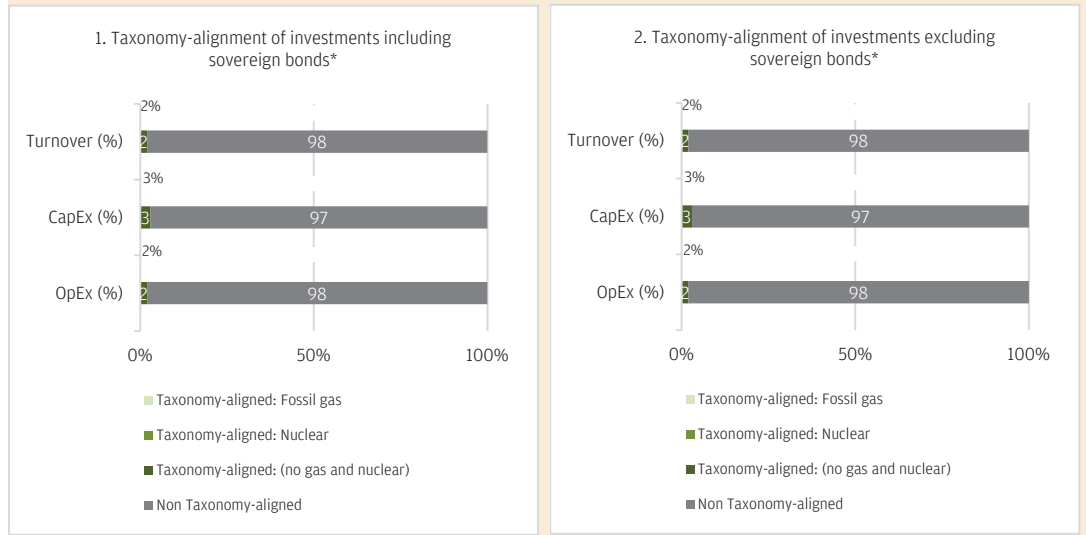 1. Taxonomy-alignment of investments including
sovereign bonds*
2%
Turnover (%)
2
98
3%
CapEx (%)
3
97
2%
OpEx (%)
2
98
0%
50%
100%
Taxonomy-aligned: Fossil gas
Taxonomy-aligned: Nuclear
Taxonomy-aligned: (no gas and nuclear)
Non Taxonomy-aligned
2. Taxonomy-alignment of investments excluding
sovereign bonds*
2%
Turnover (%)
2
98
3%
CapEx (%)
3
97
2%
OpEx (%)
2
98
0%
50%
100%
Taxonomy-aligned: Fossil gas
Taxonomy-aligned: Nuclear
Taxonomy-aligned: (no gas and nuclear)
Non Taxonomy-aligned